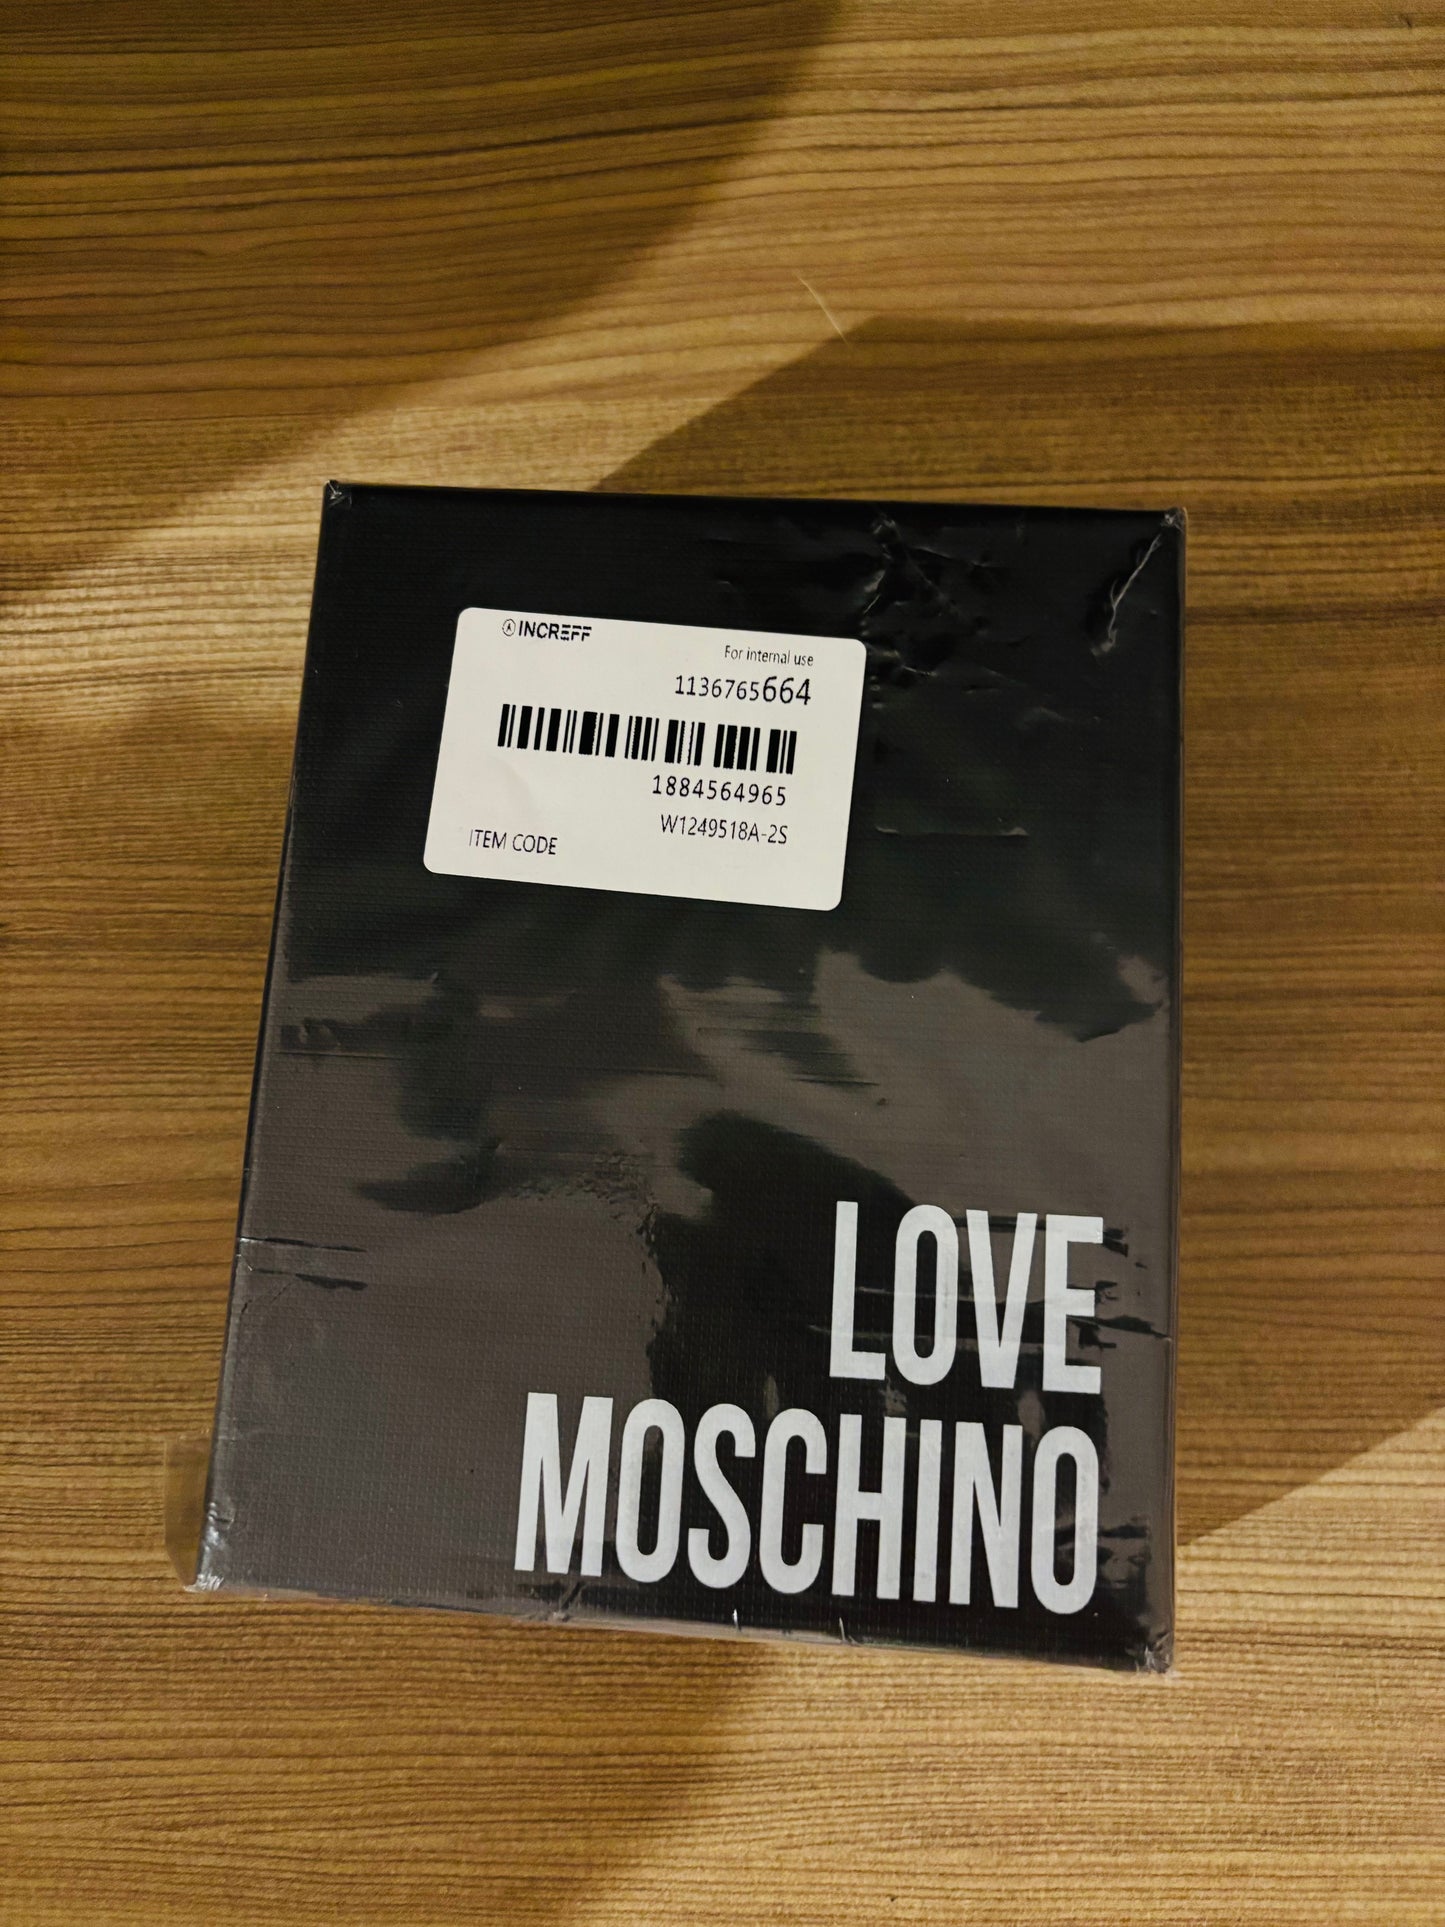 INCREFF
For internal use
1136765664
1884564965
W1249518A-2S
ITEM CODE
LOVE
MOSCHINO